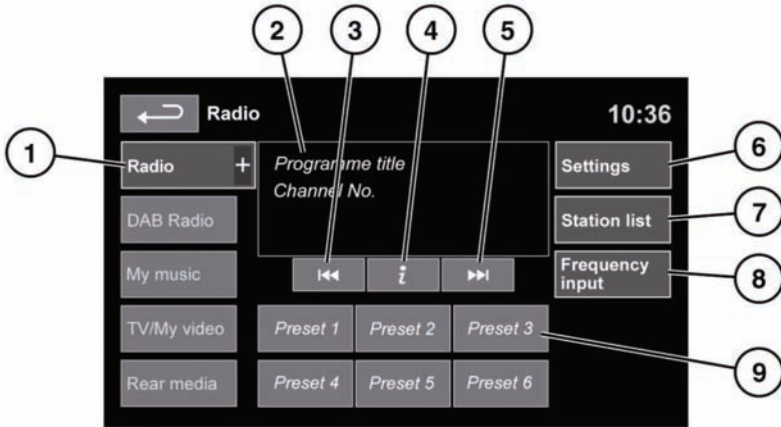 2 3 4 5
Radio 10:36
1 Radio + Programme title Settings 6
Channel No.
DAB Radio Station list 7
My music i Frequency input 8
TV/My video Preset 1 Preset 2 Preset 3 9
Rear media Preset 4 Preset 5 Preset 6